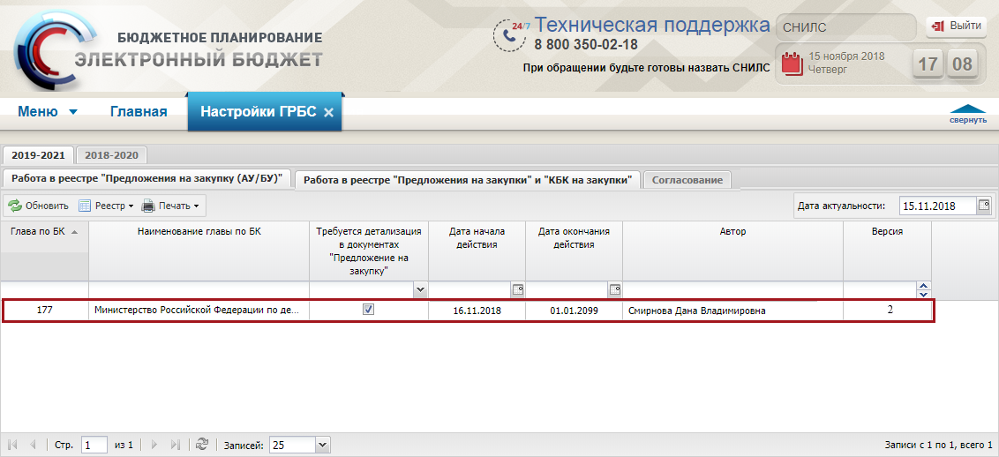 БЮДЖЕТНОЕ ПЛАНИРОВАНИЕ
ЭЛЕКТРОННЫЙ БЮДЖЕТ
24/7
Техническая поддержка
8 800 350-02-18
При обращении будьте готовы назвать СНИЛС
СНИЛС
Выйти
15 ноября 2018
Четверг
17 08
Меню Главная Настройки ГРБС
свернуть
2019-2021 2018-2020
Работа в реестре "Предложения на закупку (АУ/БУ)" Работа в реестре "Предложения на закупки" и "КБК на закупки" Согласование
Обновить Реестр Печать Дата актуальности: 15.11.2018
Глава по БК Наименование главы по БК Требуется детализация Дата начала Дата окончания Автор Версия
в документах действия действия
"Предложение на
закупку"
177 Министерство Российской Федерации по де... 16.11.2018 01.01.2099 Смирнова Дана Владимировна 2
Стр. 1 из 1 Записей: 25 Записи с 1 по 1, всего 1